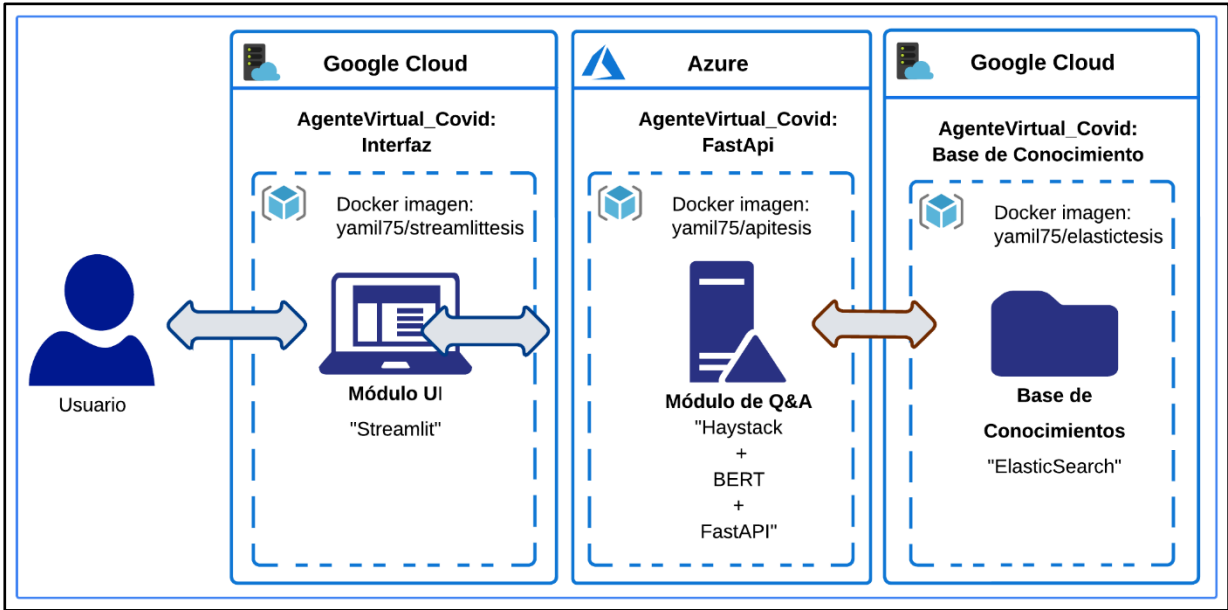 Google Cloud
AgenteVirtual_Covid:
Interfaz
Docker imagen:
yamil75/streamlittesis
Módulo UI
"Streamlit"
Usuario
Azure
AgenteVirtual_Covid:
FastApi
Docker imagen:
yamil75/apitesis
Módulo de Q&A
"Haystack
+
BERT
+
FastAPI"
Google Cloud
AgenteVirtual_Covid:
Base de Conocimiento
Docker imagen:
yamil75/elastictesis
Base de
Conocimientos
"ElasticSearch"